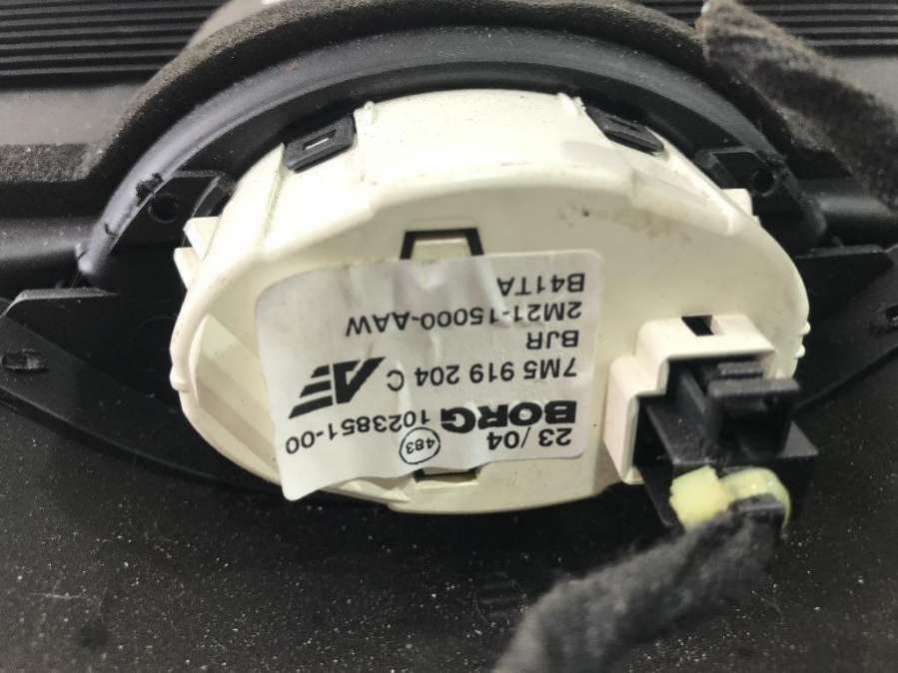 23/04
483
BORG 1023851-00
7M5 919 204 C
BJR
2M21-15000-AAW
B41TA